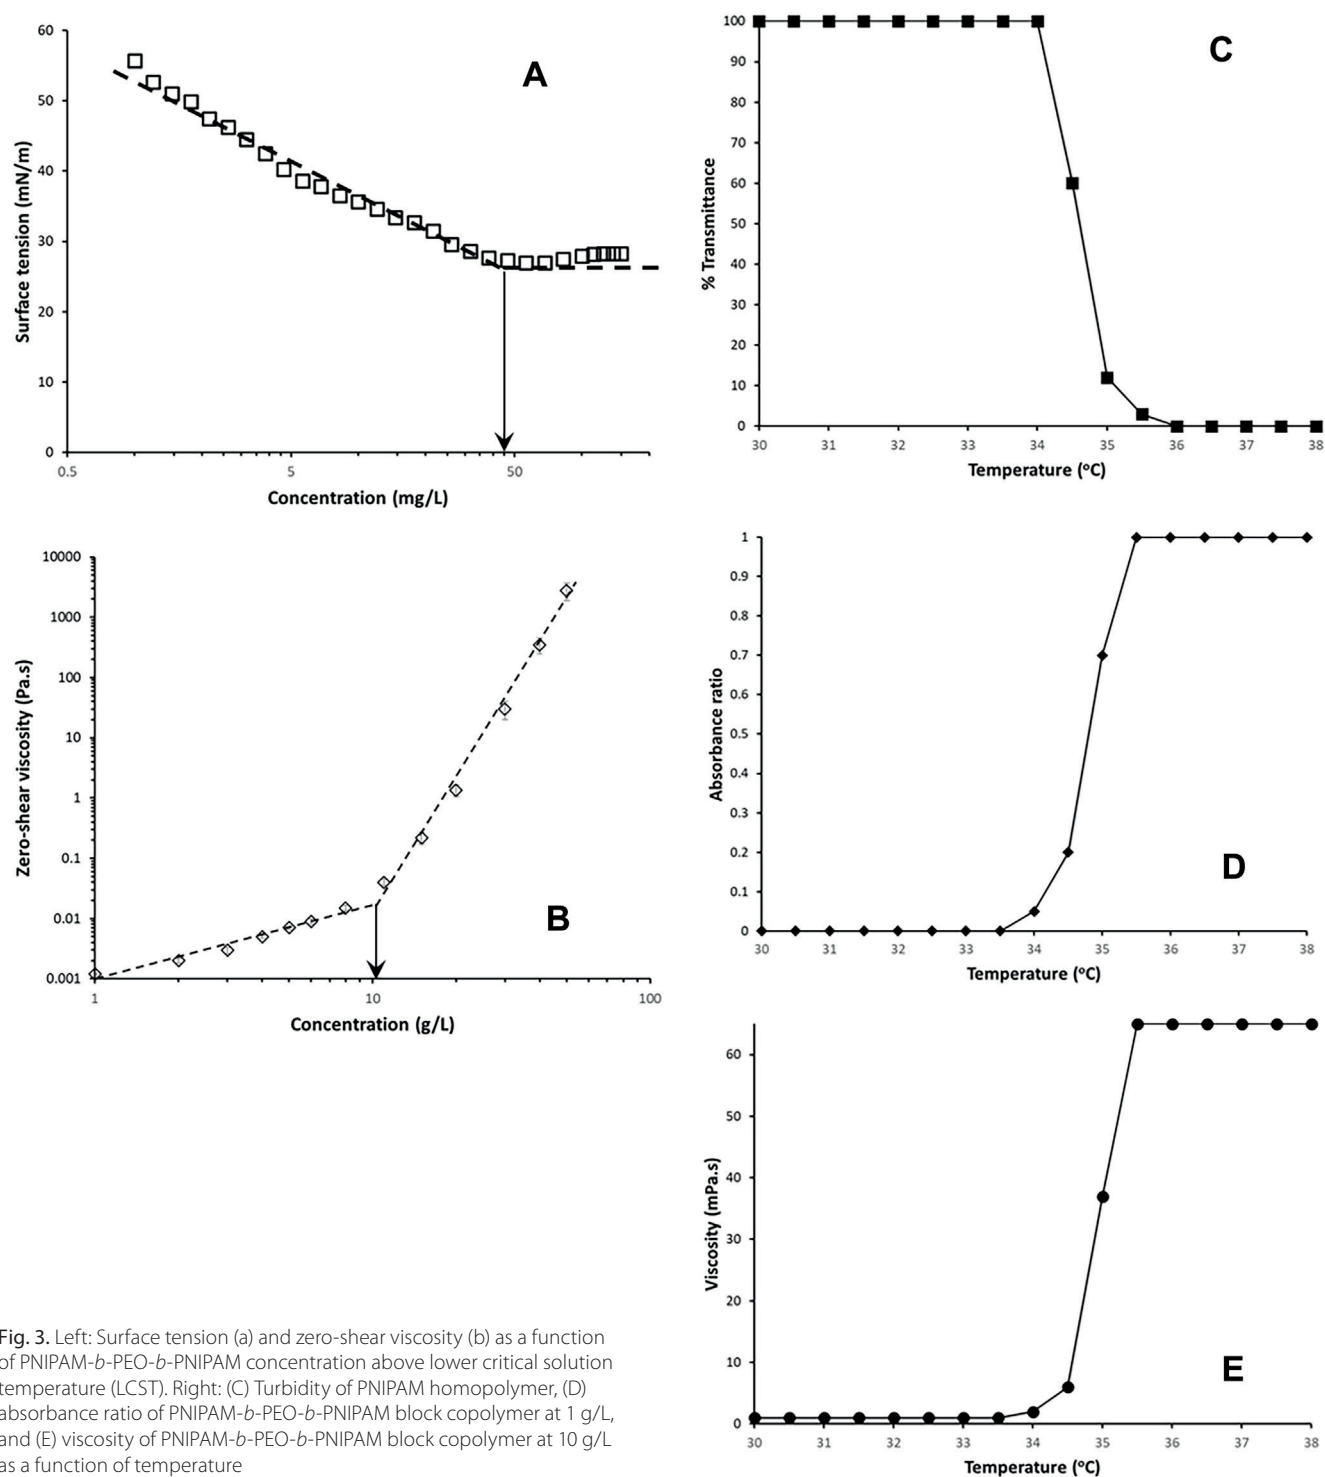 60
50
40
30
20
10
0
Surface tension (mN/m)
A
0.5
5
50
Concentration (mg/L)
10000
1000
100
10
1
0.1
0.01
0.001
Zero-shear viscosity (Pa.s)
B
1
10
100
Concentration (g/L)
Fig. 3. Left: Surface tension (a) and zero-shear viscosity (b) as a function
of PNIPAM-b-PEO-b-PNIPAM concentration above lower critical solution
temperature (LCST). Right: (C) Turbidity of PNIPAM homopolymer, (D)
absorbance ratio of PNIPAM-b-PEO-b-PNIPAM block copolymer at 1 g/L,
and (E) viscosity of PNIPAM-b-PEO-b-PNIPAM block copolymer at 10 g/L
as a function of temperature
100
90
80
70
60
50
40
30
20
10
0
% Transmittance
C
30 31 32 33 34 35 36 37 38
Temperature (°C)
1
0.9
0.8
0.7
0.6
0.5
0.4
0.3
0.2
0.1
0
Absorbance ratio
D
30 31 32 33 34 35 36 37 38
Temperature (°C)
60
50
40
30
20
10
0
Viscosity (mPa.s)
E
30 31 32 33 34 35 36 37 38
Temperature (°C)